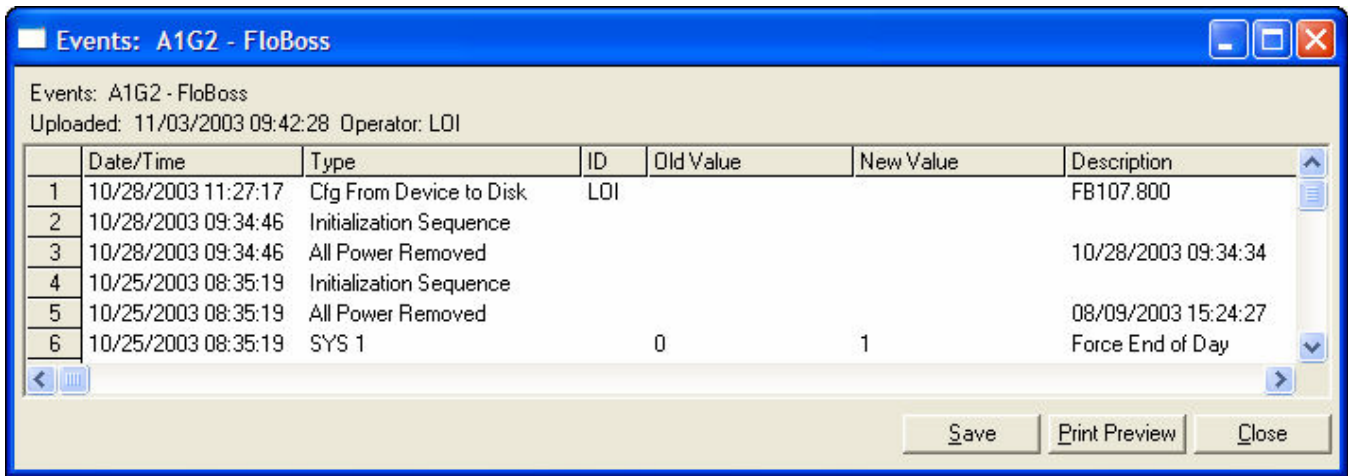 Events: A1G2 - FloBoss
Events: A1G2 - FloBoss
Uploaded: 11/03/2003 09:42:28 Operator: LOI
Date/Time Type ID Old Value New Value Description
1 10/28/2003 11:27:17 Cfg From Device to Disk LOI FB107.800
2 10/28/2003 09:34:46 Initialization Sequence
3 10/28/2003 09:34:46 All Power Removed 10/28/2003 09:34:34
4 10/25/2003 08:35:19 Initialization Sequence
5 10/25/2003 08:35:19 All Power Removed 08/09/2003 15:24:27
6 10/25/2003 08:35:19 SYS 1 0 1 Force End of Day
Save Print Preview Close